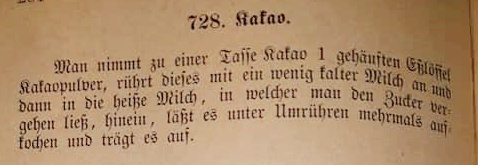 728. Kakao.
Man nimmt zu einer Tasse Kakao 1 gehäuften Eßlöffel
Kakaopulver, rührt dieses mit ein wenig kalter Milch an und
dann in die heiße Milch, in welcher man den Zucker ver-
gehen ließ, hinein, läßt es unter Umrühren mehrmals auf-
kochen und trägt es auf.